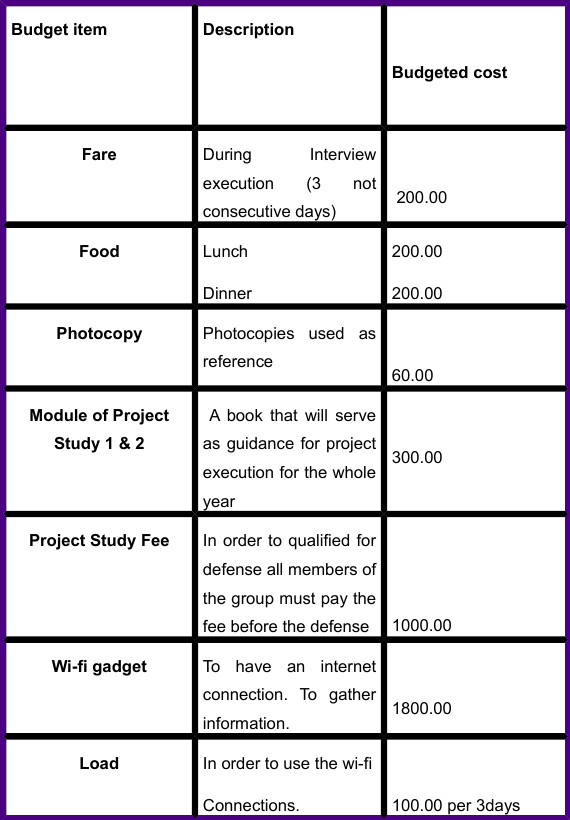 Budget item
Description
Budgeted cost
Fare
During Interview
execution (3 not
consecutive days)
200.00
Food
Lunch
200.00
Dinner
200.00
Photocopy
Photocopies used as
reference
60.00
Module of Project
Study 1 & 2
A book that will serve
as guidance for project
execution for the whole
year
300.00
Project Study Fee
In order to qualified for
defense all members of
the group must pay the
fee before the defense
1000.00
Wi-fi gadget
To have an internet
connection. To gather
information.
1800.00
Load
In order to use the wi-fi
Connections.
100.00 per 3days